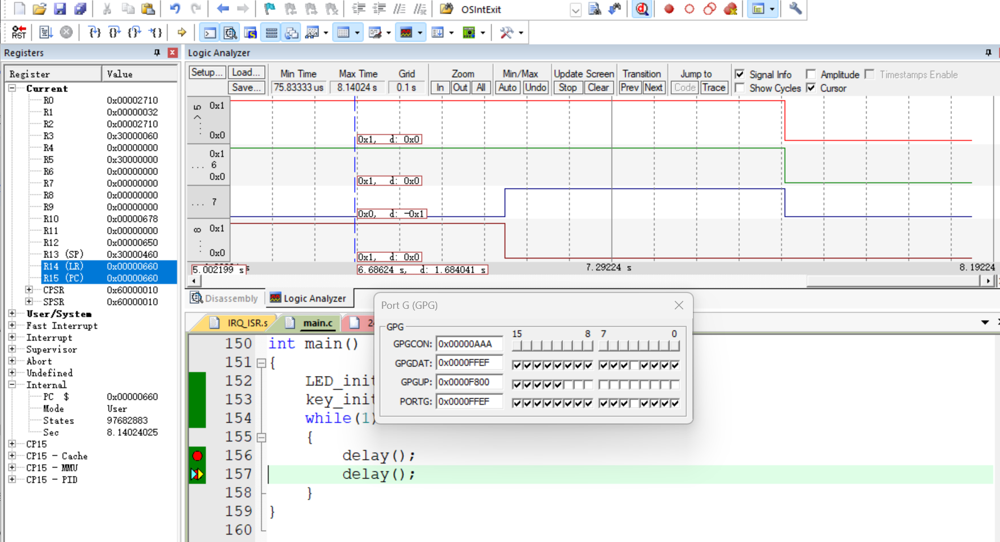 OSIntExit
RST
Registers
Logic Analyzer
Register Value
Current
R0 0x00002710
R1 0x00000032
R2 0x00002710
R3 0x30000060
R4 0x00000000
R5 0x30000000
R6 0x00000000
R7 0x00000000
R8 0x00000000
R9 0x00000000
R10 0x00000678
R11 0x00000000
R12 0x00000650
R13 (SP) 0x30000460
R14 (LR) 0x00000660
R15 (PC) 0x00000660
CPSR 0x60000010
SPSR 0x60000010
User/System
Fast Interrupt
Interrupt
Supervisor
Abort
Undefined
Internal
PC $ 0x00000660
Mode User
States 97682883
Sec 8.14024025
CP15
CP15 - Cache
CP15 - MMU
CP15 - PID
Setup... Load... Min Time Max Time Grid Zoom Min/Max Update Screen Transition Jump to Signal Info Amplitude Timestamps Enable
Save... 75.83333 us 8.14024 s 0.1 s In Out All Auto Undo Stop Clear Prev Next Code Trace Show Cycles Cursor
5 ^... 0x1
0x0
0x1, d: 0x0
0x1
... 6
0x0
0x1, d: 0x0
... 7
0x0, d: -0x1
8 ... 0x1
0x0
0x1, d: 0x0
5.002199 s 6.68624 s, d: 1.684041 s 7.29224 s 8.19224
Disassembly Logic Analyzer
IRQ_ISR.s main.c 24
150 int main()
151 {
152 LED_init
153 key_init
154 while(1)
155 {
156 delay();
157 delay();
158 }
159 }
160
Port G (GPG)
GPG
15 8 7 0
GPGCON: 0x00000AAA
GPGDAT: 0x0000FFEF
GPGUP: 0x0000F800
PORTG: 0x0000FFEF